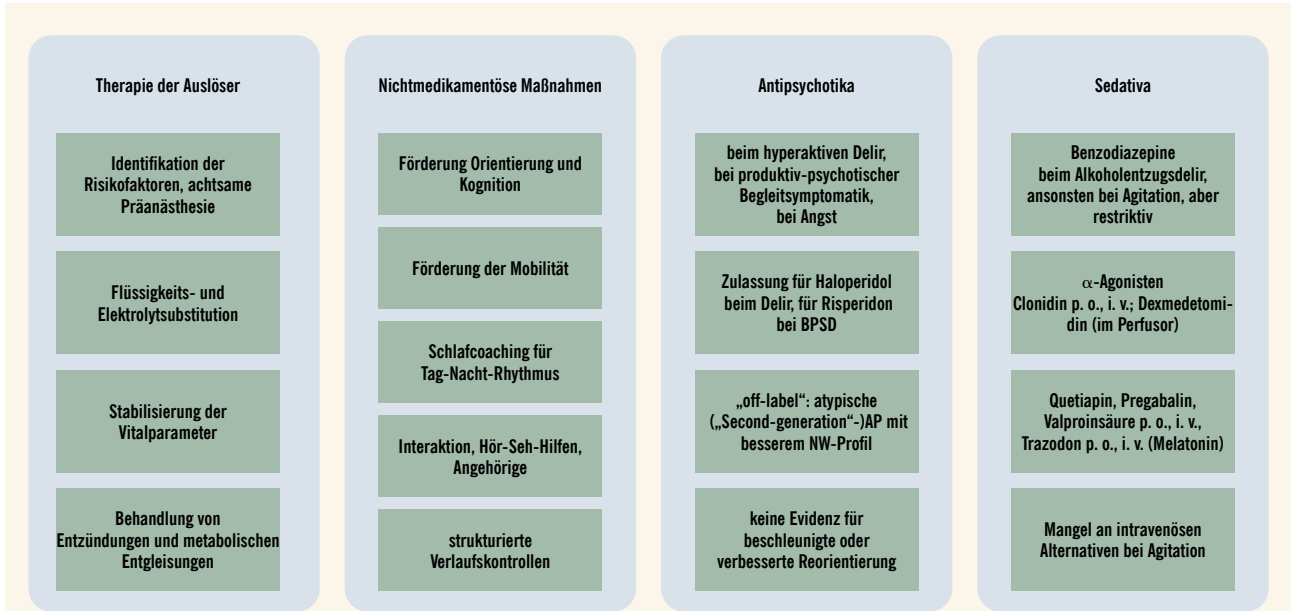 Therapie der Auslöser
Identifikation der
Risikofaktoren, achtsame
Präanästhesie
Flüssigkeits- und
Elektrolytsubstitution
Stabilisierung der
Vitalparameter
Behandlung von
Entzündungen und metabolischen
Entgleisungen
Nichtmedikamentöse Maßnahmen
Förderung Orientierung und
Kognition
Förderung der Mobilität
Schlafcoaching für
Tag-Nacht-Rhythmus
Interaktion, Hör-Seh-Hilfen,
Angehörige
strukturierte
Verlaufskontrollen
Antipsychotika
beim hyperaktiven Delir,
bei produktiv-psychotischer
Begleitsymptomatik,
bei Angst
Zulassung für Haloperidol
beim Delir, für Risperidon
bei BPSD
„off-label“: atypische
(„Second-generation“-)AP mit
besserem NW-Profil
keine Evidenz für
beschleunigte oder
verbesserte Reorientierung
Sedativa
Benzodiazepine
beim Alkoholentzugsdelir,
ansonsten bei Agitation, aber
restriktiv
α-Agonisten
Clonidin p. o., i. v.; Dexmedetomi-
din (im Perfusor)
Quetiapin, Pregabalin,
Valproinsäure p. o., i. v.,
Trazodon p. o., i. v. (Melatonin)
Mangel an intravenösen
Alternativen bei Agitation